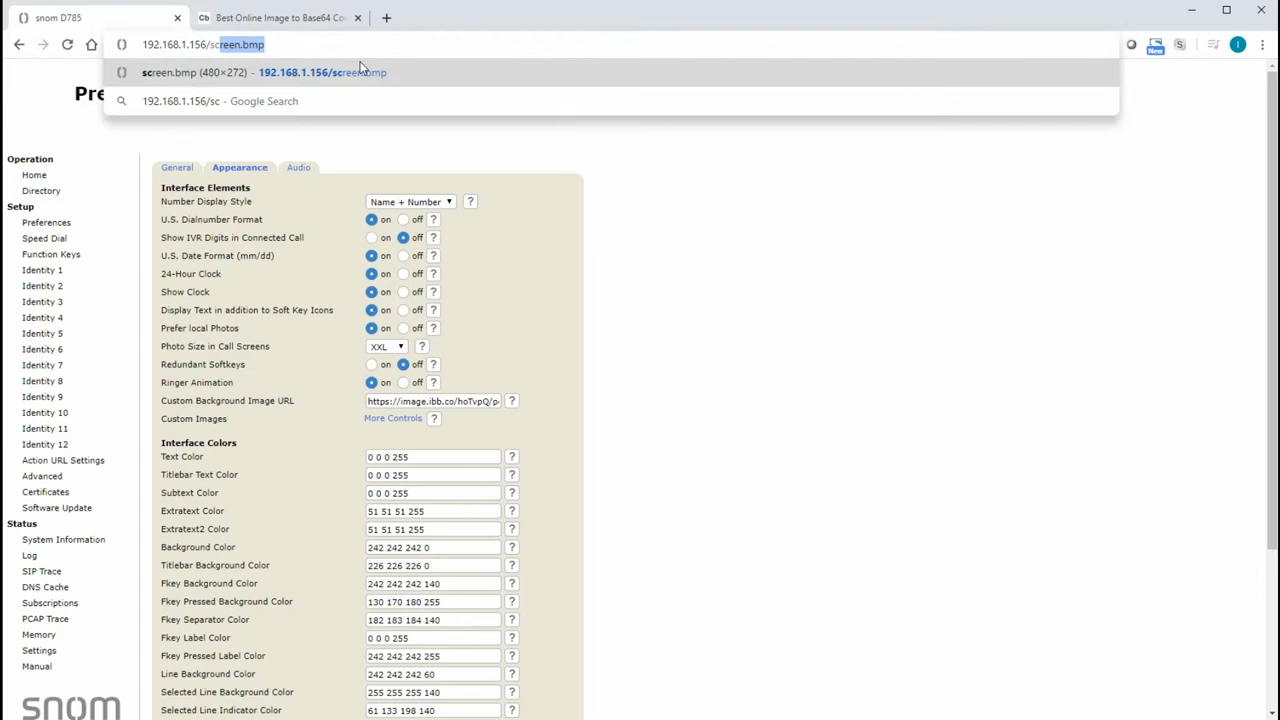 snom D785
Best Online Image to Base64 Co
192.168.1.156/screen.bmp
New
I
screen.bmp (480×272) - 192.168.1.156/screen.bmp
192.168.1.156/sc - Google Search
Pre
Operation
Home
Directory
Setup
Preferences
Speed Dial
Function Keys
Identity 1
Identity 2
Identity 3
Identity 4
Identity 5
Identity 6
Identity 7
Identity 8
Identity 9
Identity 10
Identity 11
Identity 12
Action URL Settings
Advanced
Certificates
Software Update
Status
System Information
Log
SIP Trace
DNS Cache
Subscriptions
PCAP Trace
Memory
Settings
Manual
snom
General Appearance Audio
Interface Elements
Number Display Style Name + Number ?
U.S. Dialnumber Format on off ?
Show IVR Digits in Connected Call on off ?
U.S. Date Format (mm/dd) on off ?
24-Hour Clock on off ?
Show Clock on off ?
Display Text in addition to Soft Key Icons on off ?
Prefer local Photos on off ?
Photo Size in Call Screens XXL ?
Redundant Softkeys on off ?
Ringer Animation on off ?
Custom Background Image URL https://image.ibb.co/hoTvpQ/p ?
Custom Images More Controls ?
Interface Colors
Text Color 0 0 0 255 ?
Titlebar Text Color 0 0 0 255 ?
Subtext Color 0 0 0 255 ?
Extratext Color 51 51 51 255 ?
Extratext2 Color 51 51 51 255 ?
Background Color 242 242 242 0 ?
Titlebar Background Color 226 226 226 0 ?
Fkey Background Color 242 242 242 140 ?
Fkey Pressed Background Color 130 170 180 255 ?
Fkey Separator Color 182 183 184 140 ?
Fkey Label Color 0 0 0 255 ?
Fkey Pressed Label Color 242 242 242 255 ?
Line Background Color 242 242 242 60 ?
Selected Line Background Color 255 255 255 140 ?
Selected Line Indicator Color 61 133 198 140 ?